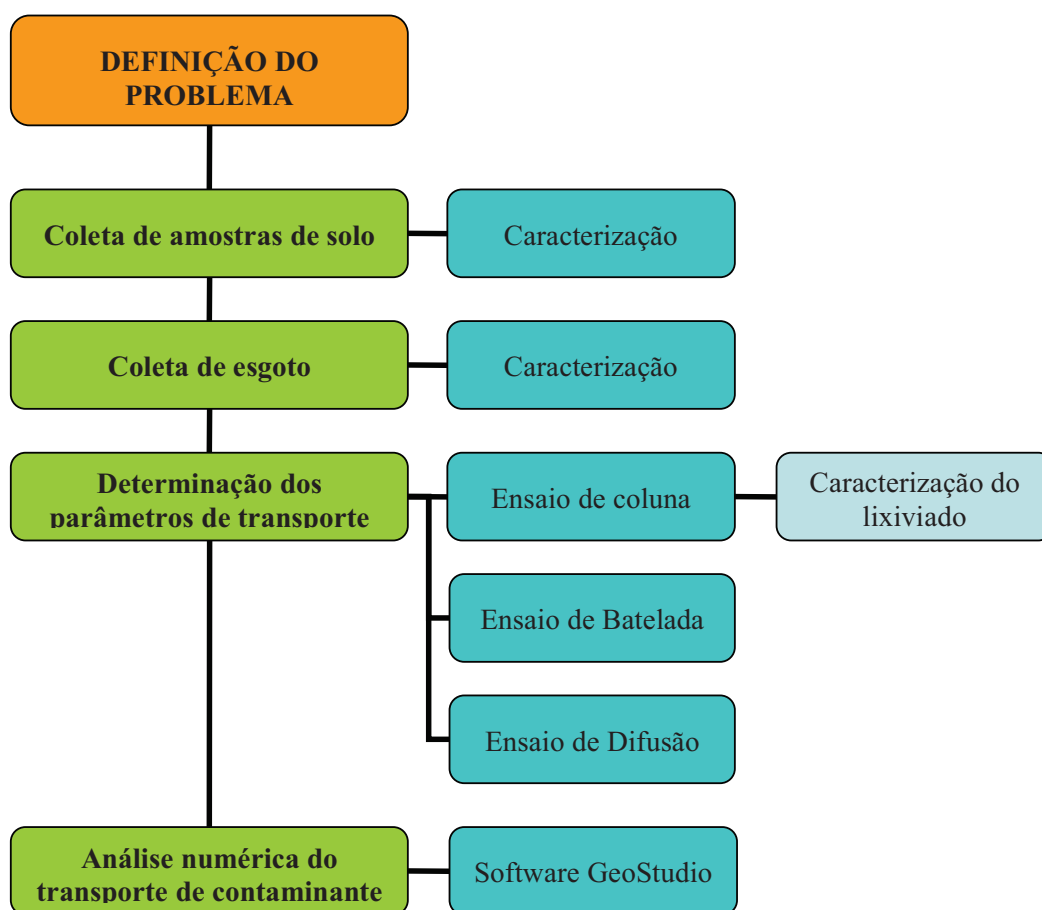 DEFINIÇÃO DO
PROBLEMA
Coleta de amostras de solo
Caracterização
Coleta de esgoto
Caracterização
Determinação dos
parâmetros de transporte
Ensaio de coluna
Caracterização do
lixiviado
Ensaio de Batelada
Ensaio de Difusão
Análise numérica do
transporte de contaminante
Software GeoStudio